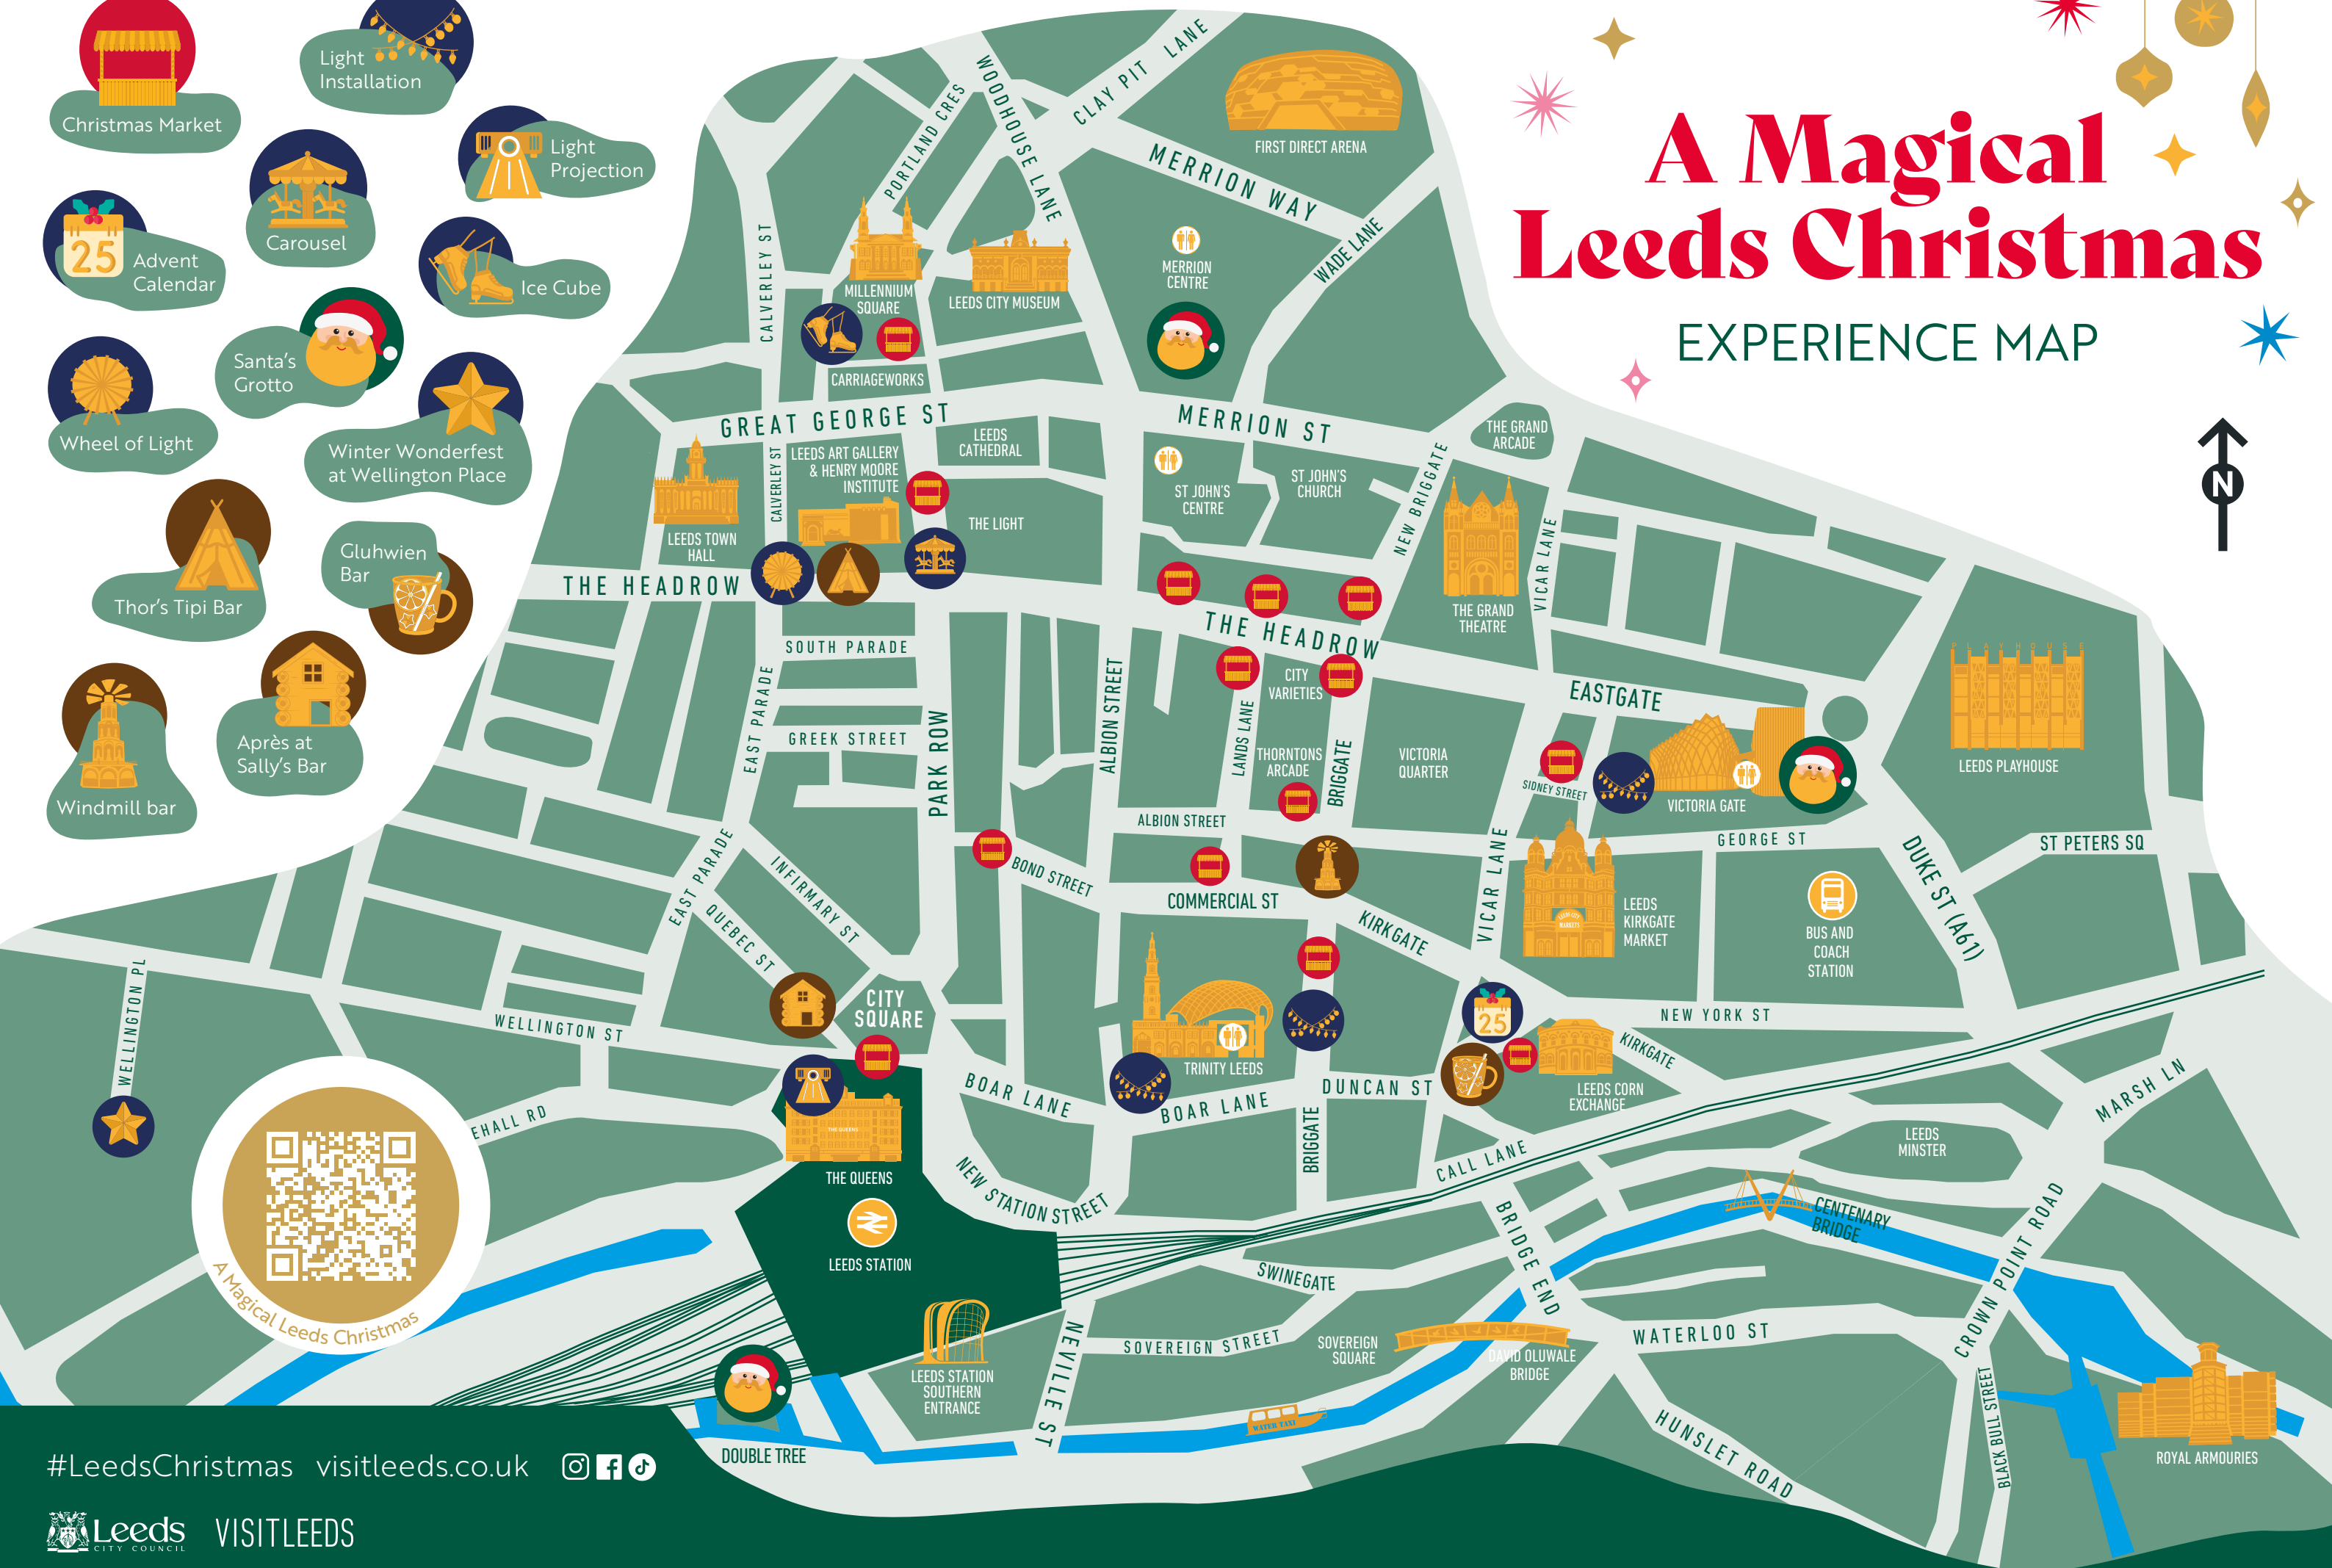 A Magical
Leeds Christmas
EXPERIENCE MAP
N
Christmas Market
Light
Installation
Light
Projection
Carousel
25
Advent
Calendar
Ice Cube
Santa's
Grotto
Wheel of Light
Winter Wonderfest
at Wellington Place
Thor's Tipi Bar
Gluhwien
Bar
Après at
Sally's Bar
Windmill bar
WOODHOUSE LANE
CLAY PIT LANE
PORTLAND CRES
FIRST DIRECT ARENA
MERRION WAY
WADE LANE
CALVERLEY ST
MILLENNIUM
SQUARE
LEEDS CITY MUSEUM
MERRION
CENTRE
CARRIAGEWORKS
GREAT GEORGE ST
MERRION ST
THE GRAND
ARCADE
LEEDS
CATHEDRAL
CALVERLEY ST
LEEDS ART GALLERY
& HENRY MOORE
INSTITUTE
LEEDS TOWN
HALL
THE LIGHT
ST JOHN'S
CENTRE
ST JOHN'S
CHURCH
NEW BRIGGATE
VICAR LANE
THE GRAND
THEATRE
THE HEADROW
THE HEADROW
SOUTH PARADE
EAST PARADE
GREEK STREET
PARK ROW
ALBION STREET
LANDS LANE
CITY
VARIETIES
THORNTONS
ARCADE
BRIGGATE
VICTORIA
QUARTER
EASTGATE
SIDNEY STREET
VICTORIA GATE
LEEDS PLAYHOUSE
GEORGE ST
ST PETERS SQ
DUKE ST (A61)
ALBION STREET
BOND STREET
COMMERCIAL ST
KIRKGATE
VICAR LANE
LEEDS CITY
MARKET
LEEDS
KIRKGATE
MARKET
BUS AND
COACH
STATION
EAST PARADE
INFIRMARY ST
QUEBEC ST
CITY
SQUARE
WELLINGTON PL
WELLINGTON ST
TRINITY LEEDS
25
NEW YORK ST
KIRKGATE
LEEDS CORN
EXCHANGE
BOAR LANE
BOAR LANE
DUNCAN ST
BRIGGATE
CALL LANE
MARSH LN
LEEDS
MINSTER
EHALL RD
THE QUEENS
THE QUEENS
LEEDS STATION
NEW STATION STREET
SWINEGATE
BRIDGE END
CENTENARY
BRIDGE
CROWN POINT ROAD
SOVEREIGN STREET
SOVEREIGN
SQUARE
DAVID OLUWALE
BRIDGE
WATERLOO ST
LEEDS STATION
SOUTHERN
ENTRANCE
NEVILLE ST
WATER TAXI
HUNSLET ROAD
BLACK BULL STREET
ROYAL ARMOURIES
DOUBLE TREE
A Magical Leeds Christmas
#LeedsChristmas visitleeds.co.uk
Leeds
CITY COUNCIL
VISITLEEDS